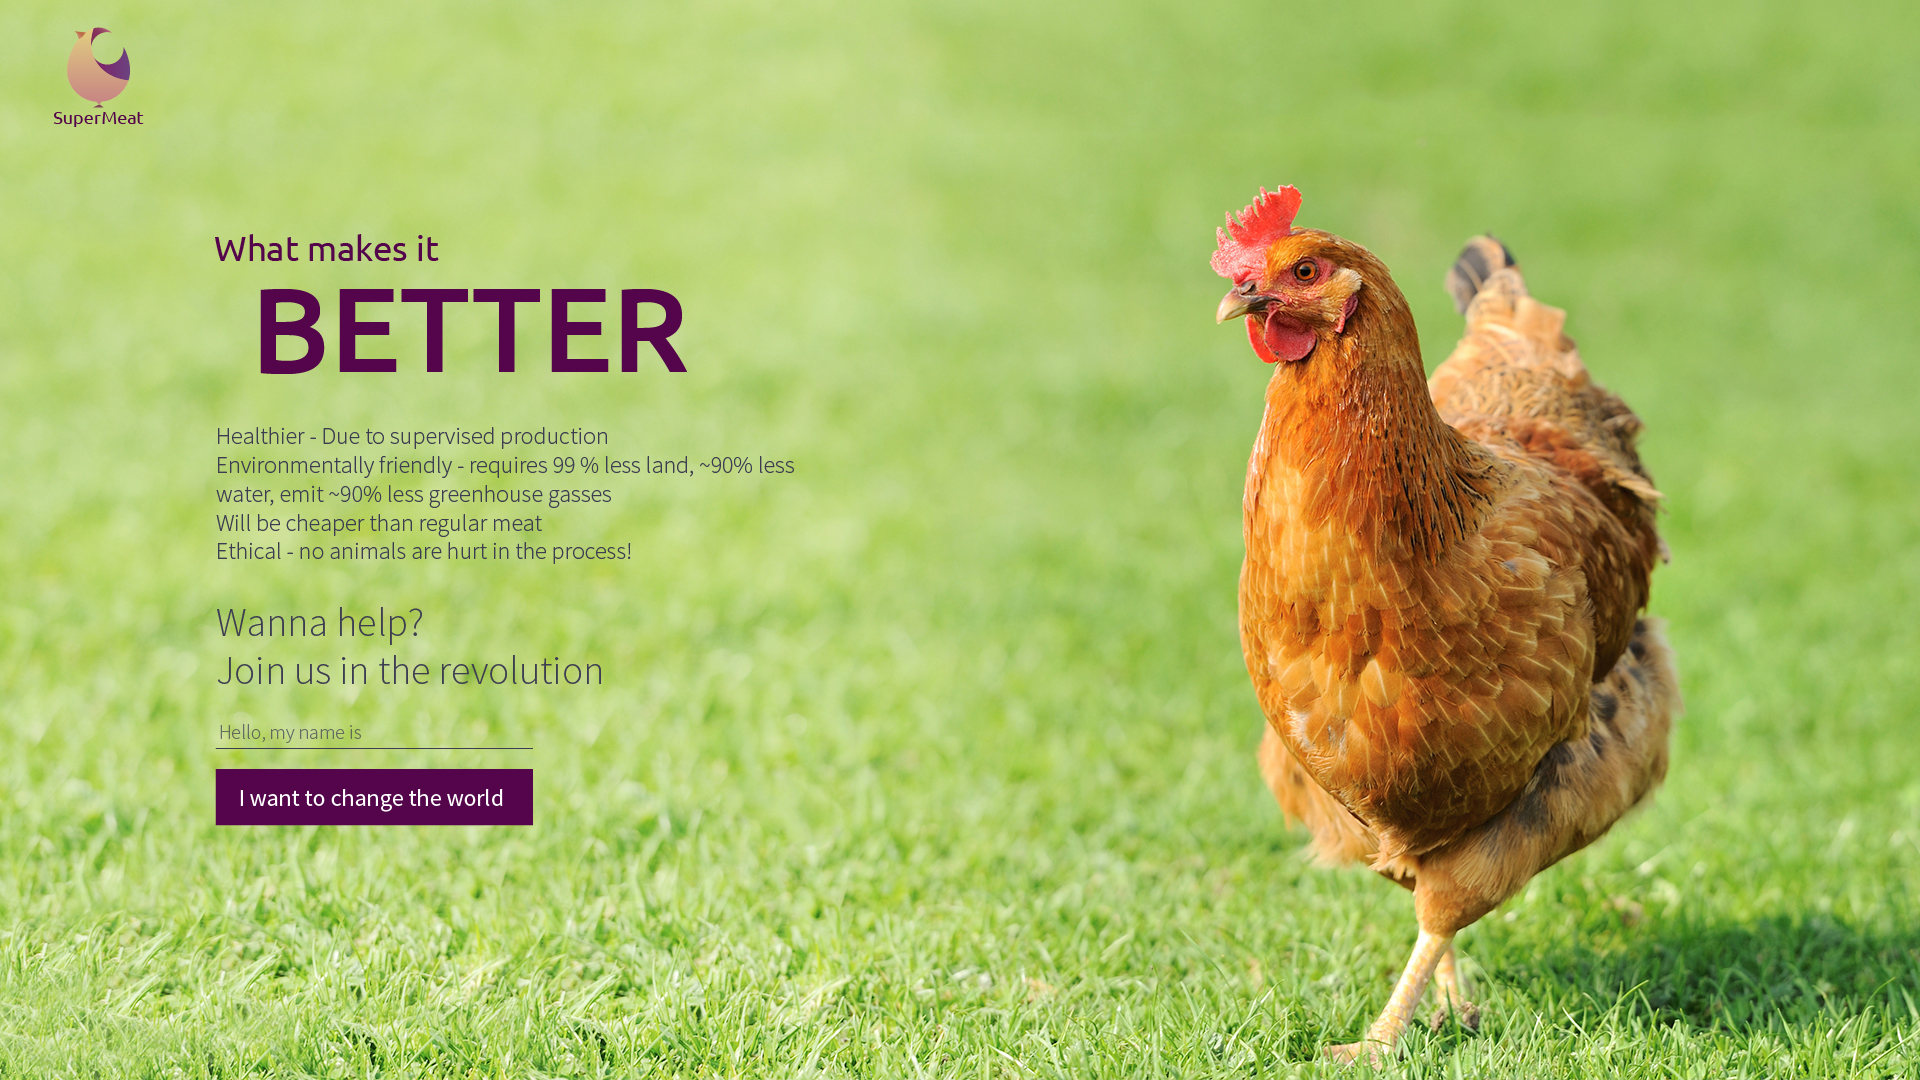 SuperMeat
What makes it
BETTER
Healthier - Due to supervised production
Environmentally friendly - requires 99 % less land, ~90% less
water, emit ~90% less greenhouse gasses
Will be cheaper than regular meat
Ethical - no animals are hurt in the process!
Wanna help?
Join us in the revolution
Hello, my name is
I want to change the world